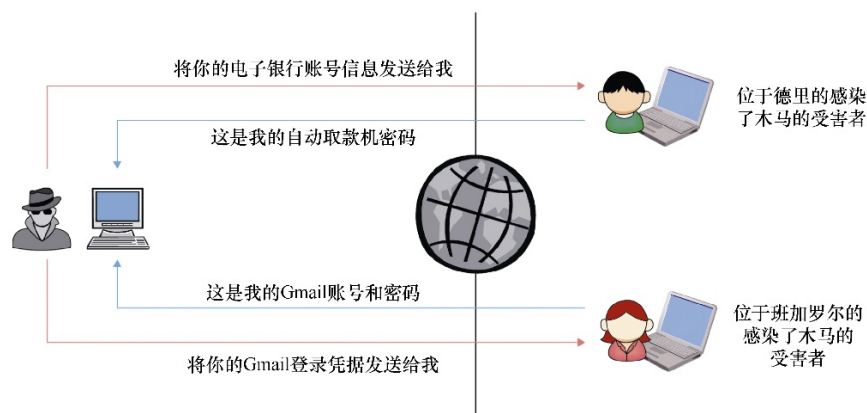 将你的电子银行账号信息发送给我
位于德里的感染
了木马的受害者
这是我的自动取款机密码
这是我的Gmail账号和密码
位于班加罗尔的
感染了木马的
受害者
将你的Gmail登录凭据发送给我